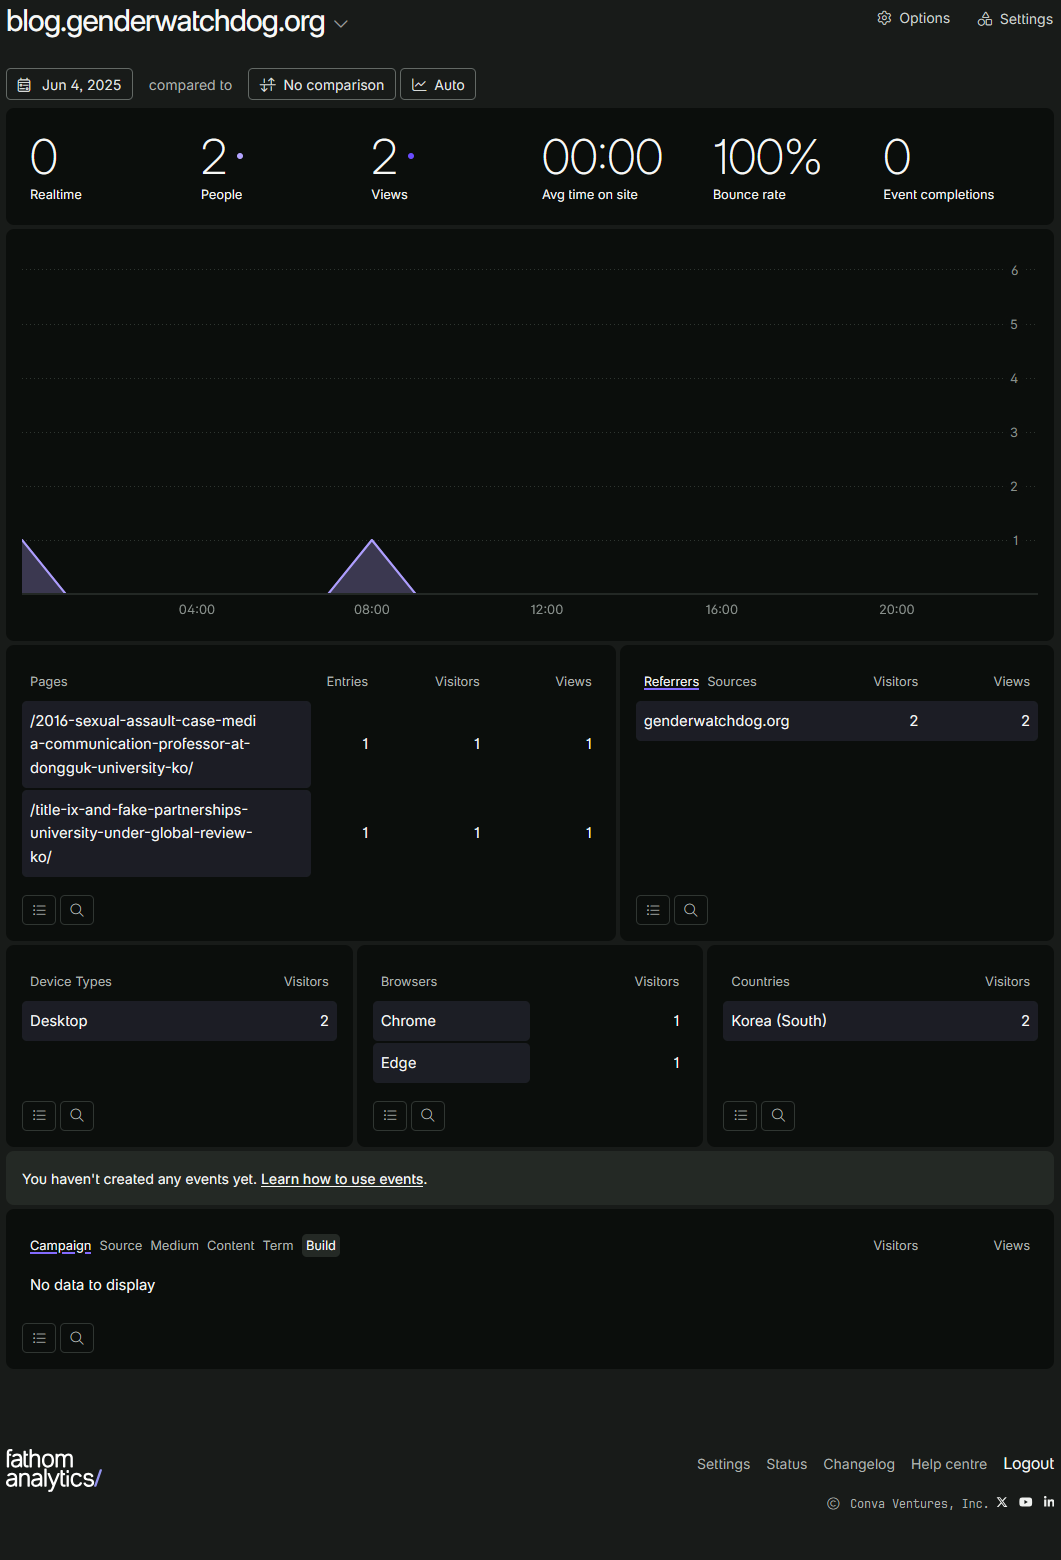 blog.genderwatchdog.org
Options
Settings
Jun 4, 2025
compared to
No comparison
Auto
0
2
2
00:00
100%
0
Realtime
People
Views
Avg time on site
Bounce rate
Event completions
6
5
4
3
2
1
04:00
08:00
12:00
16:00
20:00
Pages
Entries
Visitors
Views
/2016-sexual-assault-case-medi
a-communication-professor-at-
dongguk-university-ko/
1
1
1
/title-ix-and-fake-partnerships-
university-under-global-review-
ko/
1
1
1
Referrers
Sources
Visitors
Views
genderwatchdog.org
2
2
Device Types
Visitors
Desktop
2
Browsers
Visitors
Chrome
1
Edge
1
Countries
Visitors
Korea (South)
2
You haven't created any events yet. Learn how to use events.
Campaign
Source
Medium
Content
Term
Build
Visitors
Views
No data to display
fathom
analytics/
Settings
Status
Changelog
Help centre
Logout
© Conva Ventures, Inc.